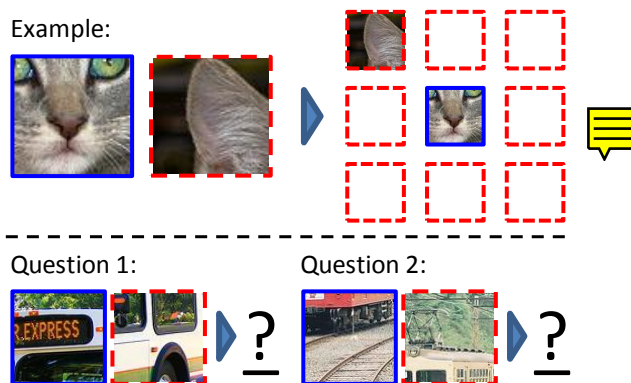 Example:
Question 1:
Question 2:
R.EXPRESS
?
?